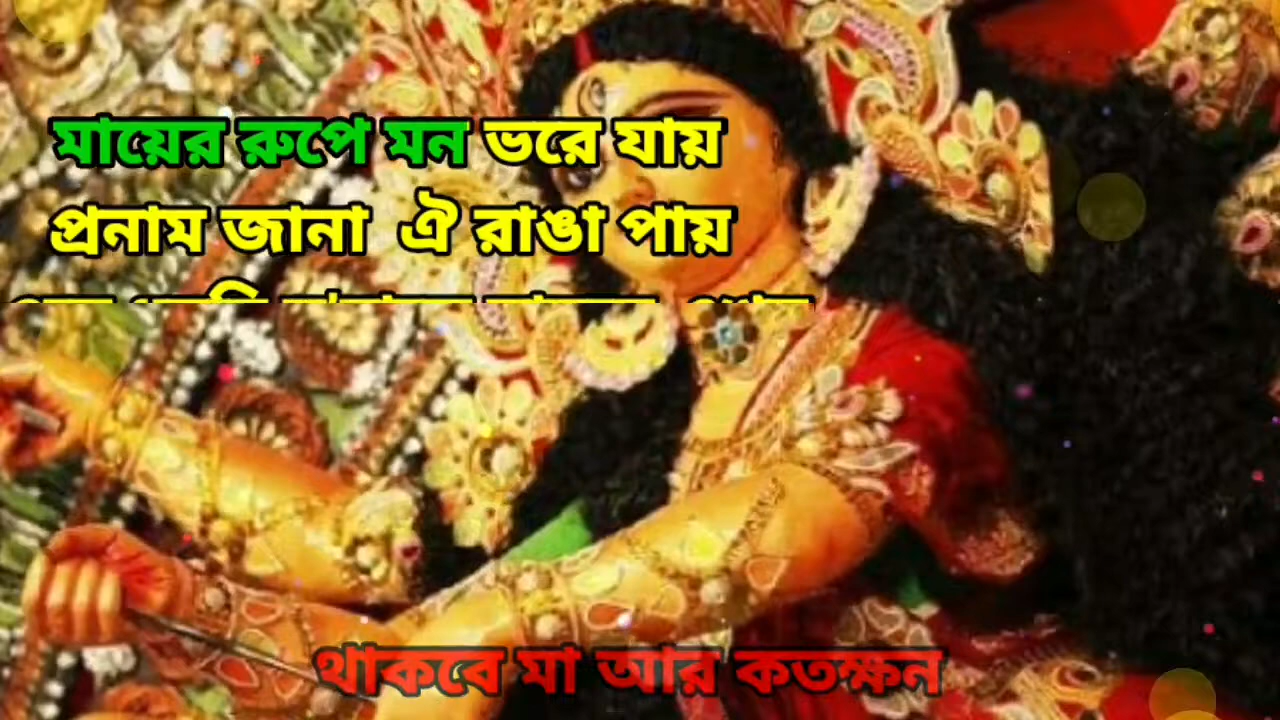 মায়ের রুপে মন ভরে যায়
প্রনাম জানা ঐ রাঙা পায়
থাকবে মা আর কতক্ষন